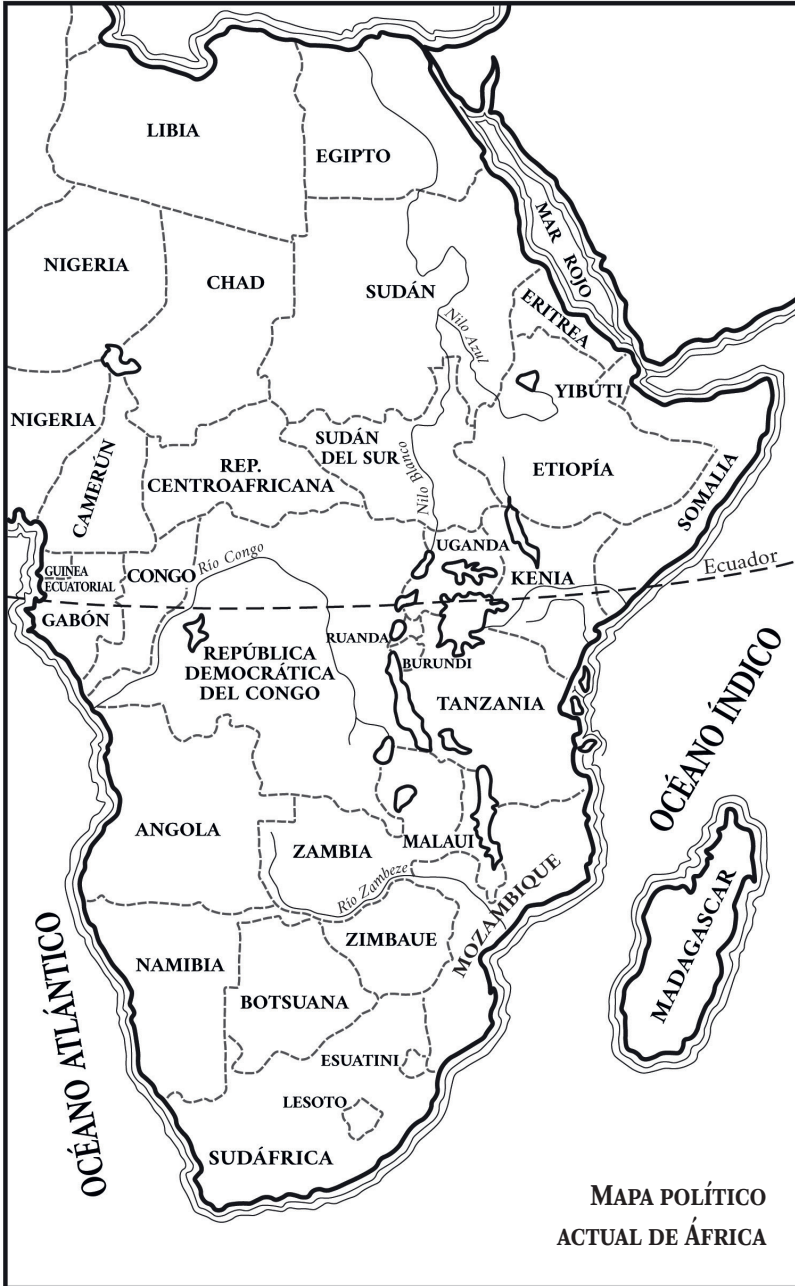 LIBIA
EGIPTO
MAR
ROJO
NIGERIA
CHAD
SUDÁN
ERITREA
Nilo Azul
YIBUTI
NIGERIA
CAMERÚN
REP.
CENTROAFRICANA
SUDÁN
DEL SUR
Nilo Blanco
ETIOPÍA
SOMALIA
GUINEA
ECUATORIAL
CONGO
Río Congo
UGANDA
KENIA
Ecuador
GABÓN
REPÚBLICA
DEMOCRÁTICA
DEL CONGO
RUANDA
BURUNDI
TANZANIA
OCÉANO ÍNDICO
ANGOLA
ZAMBIA
MALAUI
Río Zambeze
MOZAMBIQUE
MADAGASCAR
OCÉANO ATLÁNTICO
NAMIBIA
ZIMBAUE
BOTSUANA
ESUATINI
LESOTO
SUDÁFRICA
MAPA POLÍTICO
ACTUAL DE ÁFRICA